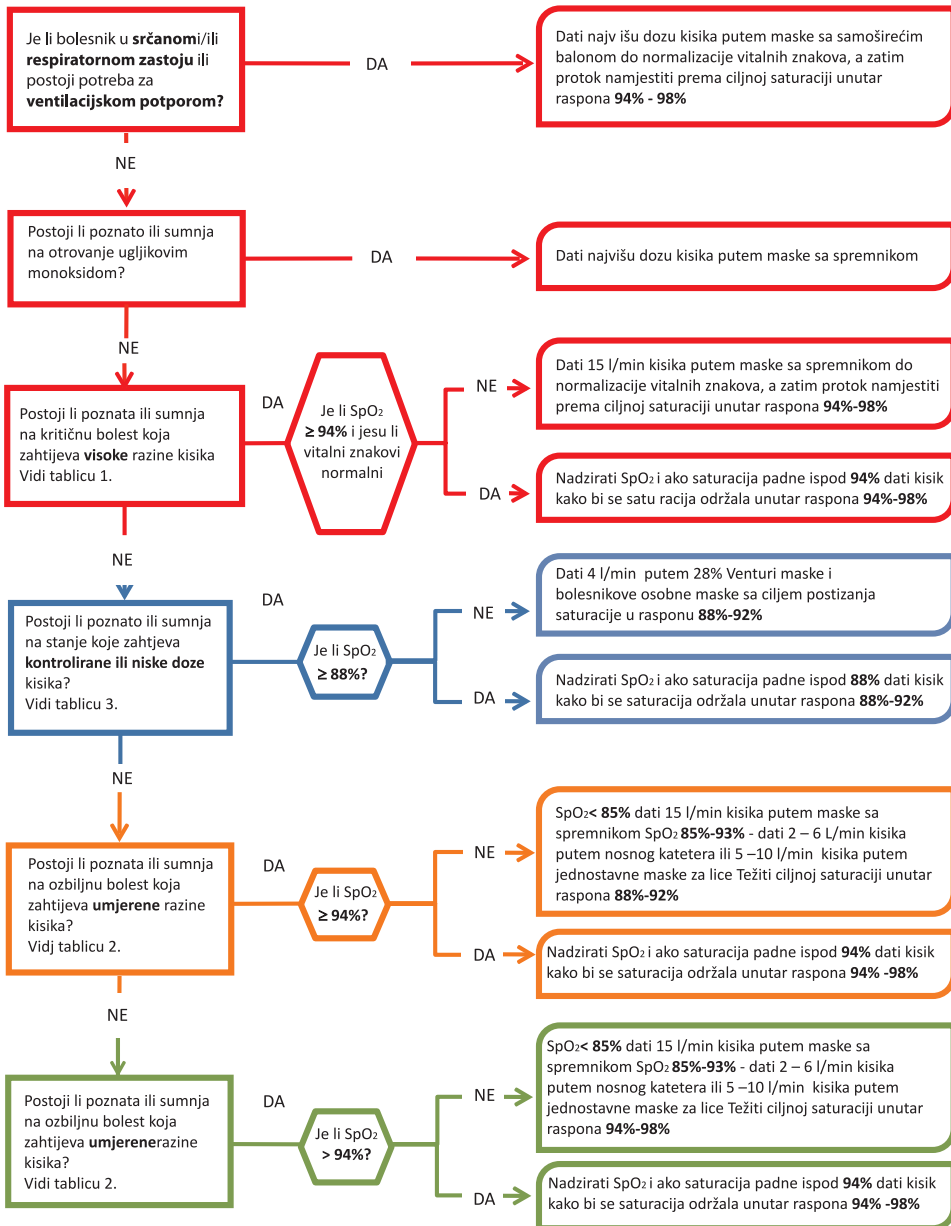 Je li bolesnik u srčanomi/ili
respiratornom zastoju ili
postoji potreba za
ventilacijskom potporom?
DA
Dati najv išu dozu kisika putem maske sa samoširećim
balonom do normalizacije vitalnih znakova, a zatim
protok namjestiti prema ciljnoj saturaciji unutar
raspona 94% - 98%
NE
Postoji li poznato ili sumnja
na otrovanje ugljikovim
monoksidom?
DA
Dati najvišu dozu kisika putem maske sa spremnikom
NE
Postoji li poznata ili sumnja
na kritičnu bolest koja
zahtijeva visoke razine kisika
Vidi tablicu 1.
DA
Je li SpO2
≥ 94% i jesu li
vitalni znakovi
normalni
NE
Dati 15 l/min kisika putem maske sa spremnikom do
normalizacije vitalnih znakova, a zatim protok namjestiti
prema ciljnoj saturaciji unutar raspona 94%-98%
DA
Nadzirati SpO2 i ako saturacija padne ispod 94% dati kisik
kako bi se satu racija održala unutar raspona 94%-98%
NE
Postoji li poznato ili sumnja
na stanje koje zahtjeva
kontrolirane ili niske doze
kisika?
Vidi tablicu 3.
DA
Je li SpO2
≥ 88%?
NE
Dati 4 l/min putem 28% Venturi maske i
bolesnikove osobne maske sa ciljem postizanja
saturacije u rasponu 88%-92%
DA
Nadzirati SpO2 i ako saturacija padne ispod 88% dati kisik
kako bi se saturacija održala unutar raspona 88%-92%
NE
Postoji li poznata ili sumnja
na ozbiljnu bolest koja
zahtijeva umjerene razine
kisika?
Vidj tablicu 2.
DA
Je li SpO2
≥ 94%?
NE
SpO2< 85% dati 15 l/min kisika putem maske sa
spremnikom SpO2 85%-93% - dati 2 – 6 L/min kisika
putem nosnog katetera ili 5 –10 l/min kisika putem
jednostavne maske za lice Težiti ciljnoj saturaciji unutar
raspona 88%-92%
DA
Nadzirati SpO2 i ako saturacija padne ispod 94% dati kisik
kako bi se saturacija održala unutar raspona 94% -98%
NE
Postoji li poznata ili sumnja
na ozbiljnu bolest koja
zahtijeva umjerenerazine
kisika?
Vidi tablicu 2.
DA
Je li SpO2
> 94%?
NE
SpO2< 85% dati 15 l/min kisika putem maske sa
spremnikom SpO2 85%-93% - dati 2 – 6 l/min kisika
putem nosnog katetera ili 5 –10 l/min kisika putem
jednostavne maske za lice Težiti ciljnoj saturaciji unutar
raspona 94%-98%
DA
Nadzirati SpO2 i ako saturacija padne ispod 94% dati kisik
kako bi se saturacija održala unutar raspona 94% -98%